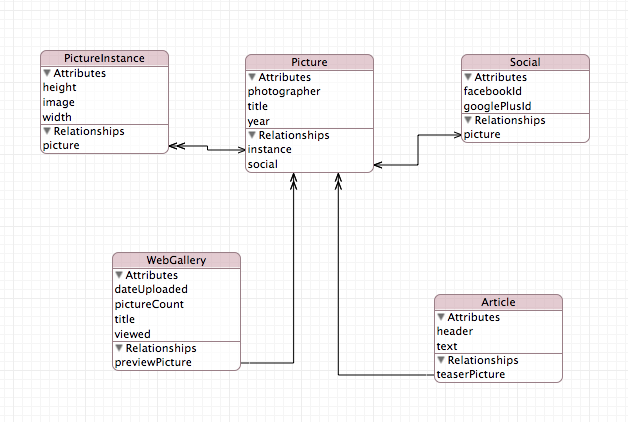 PictureInstance
Attributes
height
image
width
Relationships
picture
Picture
Attributes
photographer
title
year
Relationships
instance
social
Social
Attributes
facebookId
googlePlusId
Relationships
picture
WebGallery
Attributes
dateUploaded
pictureCount
title
viewed
Relationships
previewPicture
Article
Attributes
header
text
Relationships
teaserPicture